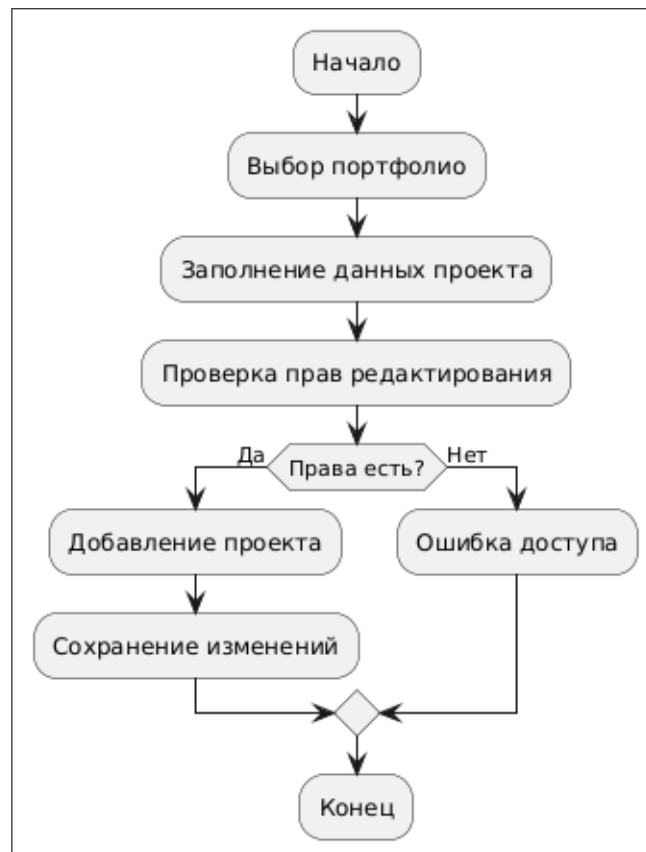 Начало
Выбор портфолио
Заполнение данных проекта
Проверка прав редактирования
Да
Права есть?
Нет
Добавление проекта
Ошибка доступа
Сохранение изменений
Конец